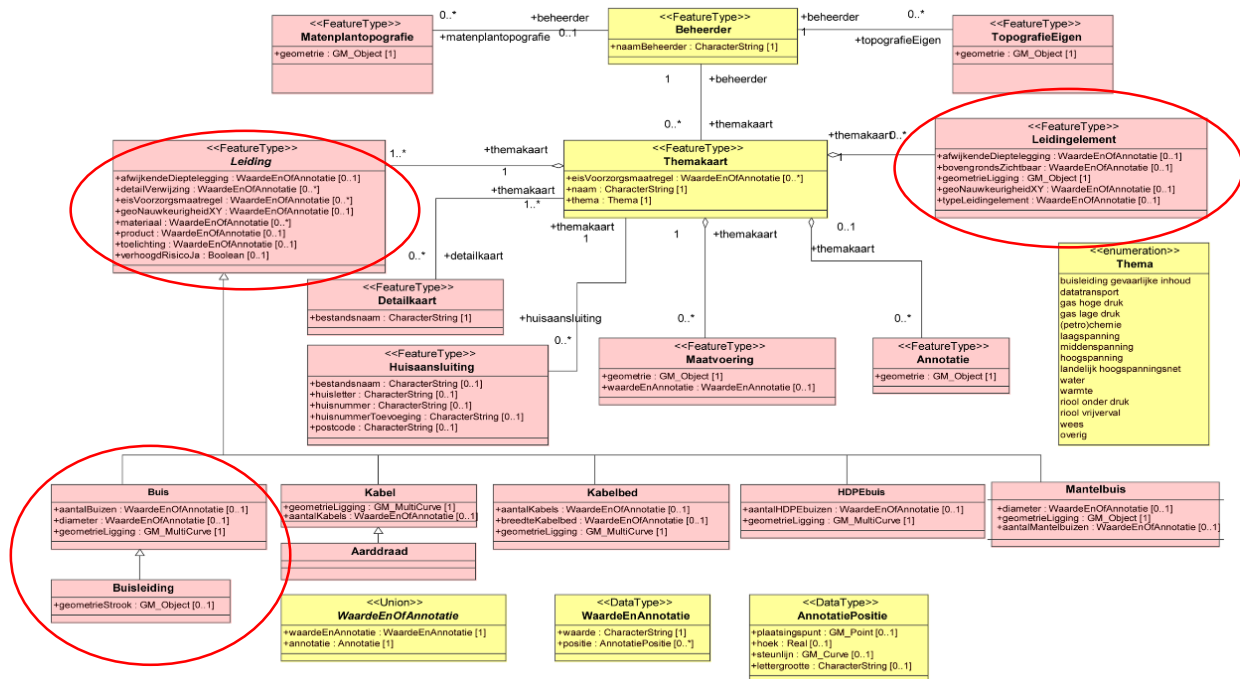 <<FeatureType>>
Matenplantopografie
+geometrie : GM_Object [1]
0..*
+beheerder
+matenplantopografie
0..1
<<FeatureType>>
Beheerder
+naamBeheerder : CharacterString [1]
+beheerder
0..*
1
+topografieEigen
<<FeatureType>>
TopografieEigen
+geometrie : GM_Object [1]
1
+beheerder
0..*
+themakaart
<<FeatureType>>
Leiding
+afwijkendeDieptelegging : WaardeEnOfAnnotatie [0..1]
+detailVerwijzing : WaardeEnOfAnnotatie [0..*]
+eisVoorzorgsmaatregel : WaardeEnOfAnnotatie [0..*]
+geoNauwkeurigheidXY : WaardeEnOfAnnotatie [0..1]
+materiaal : WaardeEnOfAnnotatie [0..*]
+product : WaardeEnOfAnnotatie [0..1]
+toelichting : WaardeEnOfAnnotatie [0..1]
+verhoogdRisicoJa : Boolean [0..1]
1..*
+themakaart
1
<<FeatureType>>
Themakaart
+eisVoorzorgsmaatregel : WaardeEnOfAnnotatie [0..*]
+naam : CharacterString [1]
+thema : Thema [1]
+themakaart
0..*
1
<<FeatureType>>
Leidingelement
+afwijkendeDieptelegging : WaardeEnOfAnnotatie [0..1]
+bovengrondsZichtbaar : WaardeEnOfAnnotatie [0..1]
+geometrieLigging : GM_Object [1]
+geoNauwkeurigheidXY : WaardeEnOfAnnotatie [0..1]
+typeLeidingelement : WaardeEnOfAnnotatie [0..1]
+themakaart
1..*
0..*
+detailkaart
<<FeatureType>>
Detailkaart
+bestandsnaam : CharacterString [1]
+themakaart
1
+huisaansluiting
0..*
<<FeatureType>>
Huisaansluiting
+bestandsnaam : CharacterString [0..1]
+huisletter : CharacterString [0..1]
+huisnummer : CharacterString [0..1]
+huisnummerToevoeging : CharacterString [0..1]
+postcode : CharacterString [0..1]
1
+themakaart
0..*
<<FeatureType>>
Maatvoering
+geometrie : GM_Object [1]
+waardeEnAnnotatie : WaardeEnAnnotatie [0..1]
0..1
+themakaart
0..*
<<FeatureType>>
Annotatie
+geometrie : GM_Object [1]
<<enumeration>>
Thema
buisleiding gevaarlijke inhoud
datatransport
gas hoge druk
gas lage druk
(petro)chemie
laagspanning
middenspanning
hoogspanning
landelijk hoogspanningsnet
water
warmte
riool onder druk
riool vrijverval
wees
overig
Buis
+aantalBuizen : WaardeEnOfAnnotatie [0..1]
+diameter : WaardeEnOfAnnotatie [0..1]
+geometrieLigging : GM_MultiCurve [1]
Kabel
+geometrieLigging : GM_MultiCurve [1]
+aantalKabels : WaardeEnOfAnnotatie [0..1]
Kabelbed
+aantalKabels : WaardeEnOfAnnotatie [0..1]
+breedteKabelbed : WaardeEnOfAnnotatie [0..1]
+geometrieLigging : GM_MultiCurve [1]
HDPEbuis
+aantalHDPEbuizen : WaardeEnOfAnnotatie [0..1]
+geometrieLigging : GM_MultiCurve [1]
Mantelbuis
+diameter : WaardeEnOfAnnotatie [0..1]
+geometrieLigging : GM_Object [1]
+aantalMantelbuizen : WaardeEnOfAnnotatie [0..1]
Aarddraad
Buisleiding
+geometrieStrook : GM_Object [0..1]
<<Union>>
WaardeEnOfAnnotatie
+waardeEnAnnotatie : WaardeEnAnnotatie [1]
+annotatie : Annotatie [1]
<<DataType>>
WaardeEnAnnotatie
+waarde : CharacterString [1]
+positie : AnnotatiePositie [0..*]
<<DataType>>
AnnotatiePositie
+plaatsingspunt : GM_Point [0..1]
+hoek : Real [0..1]
+steunlijn : GM_Curve [0..1]
+lettergrootte : CharacterString [0..1]